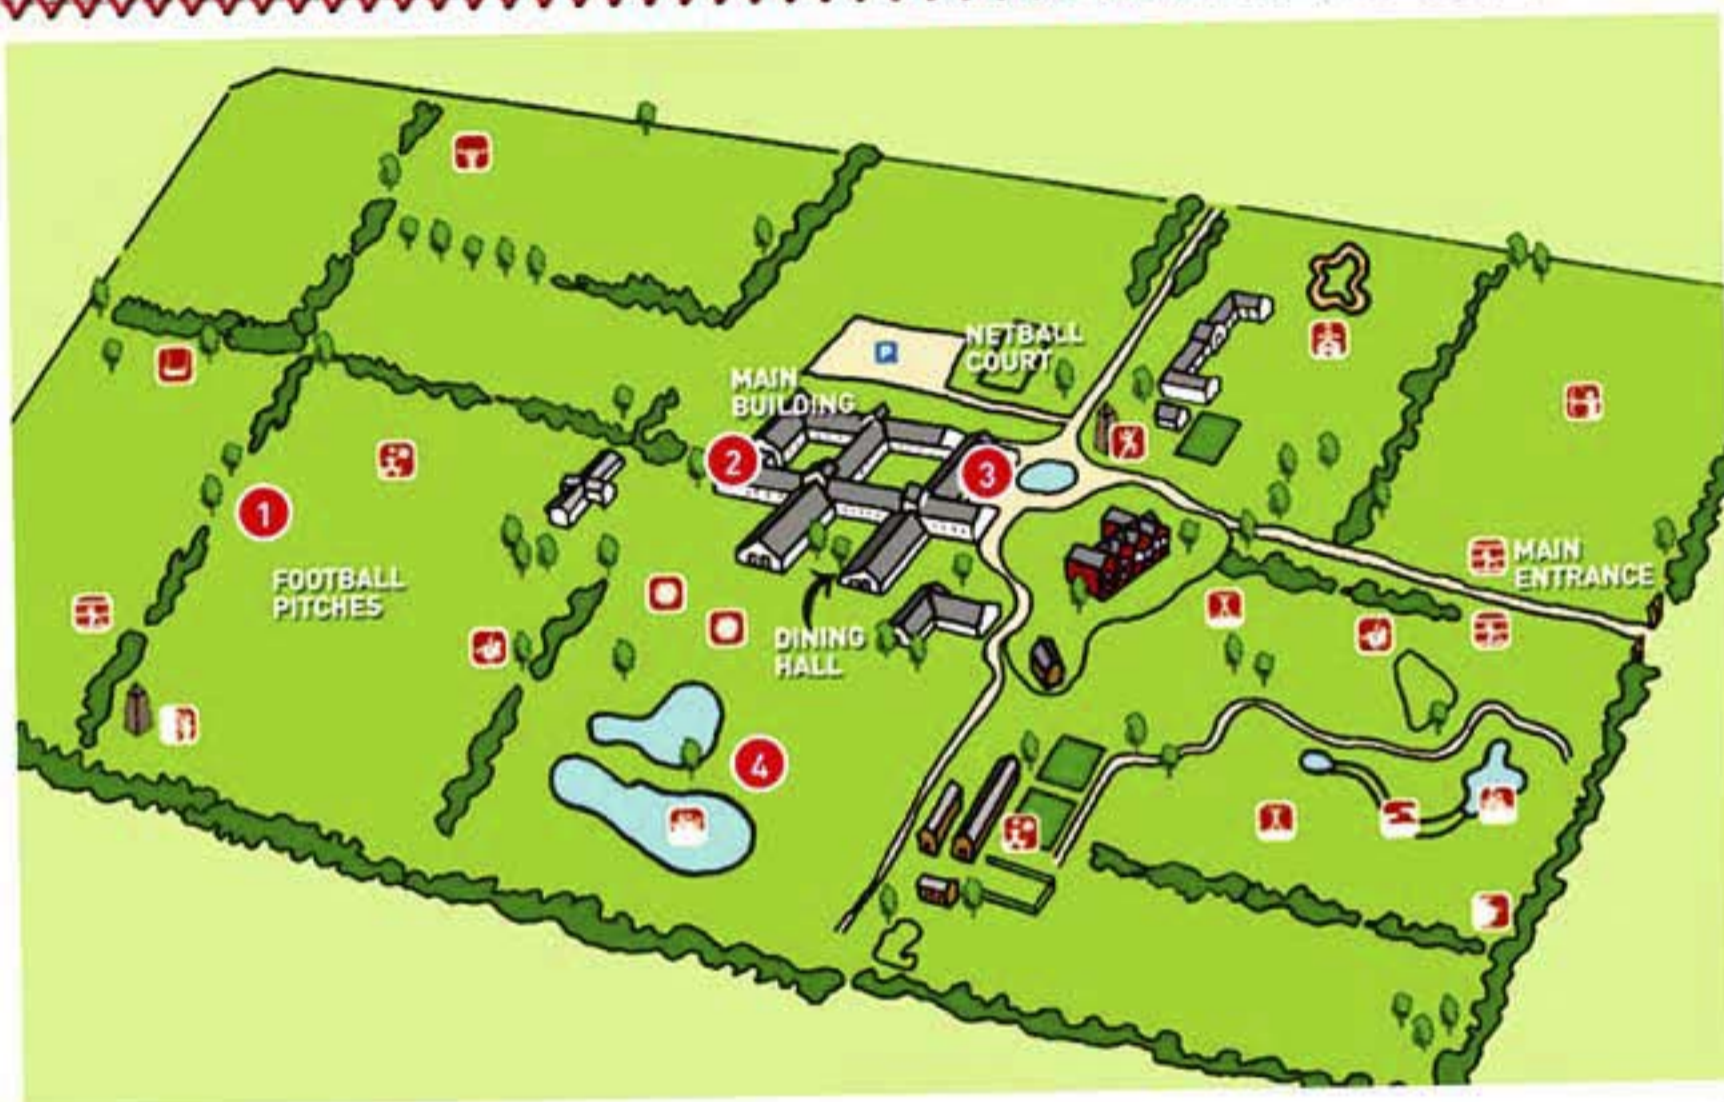 P
NETBALL
COURT
MAIN
BUILDING
2
3
1
FOOTBALL
PITCHES
MAIN
ENTRANCE
DINING
HALL
4